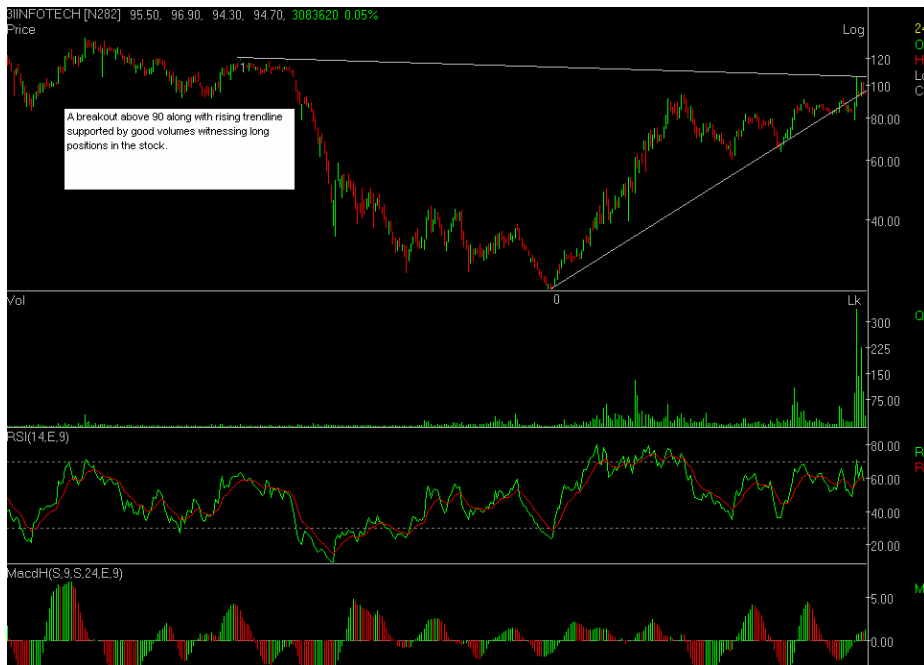 3IINFOTECH [N282] 95.50, 96.90, 94.30, 94.70, 3083620 0.05%
Price
Log
24
O
H
Lo
C
120
100
80.00
60.00
40.00
1
A breakout above 90 along with rising trendline
supported by good volumes witnessing long
positions in the stock.
0
Vol
Lk
Q
300
225
150
75.00
RSI(14,E,9)
80.00
60.00
40.00
20.00
R
R
MacdH(S,9,S,24,E,9)
M
5.00
0.00